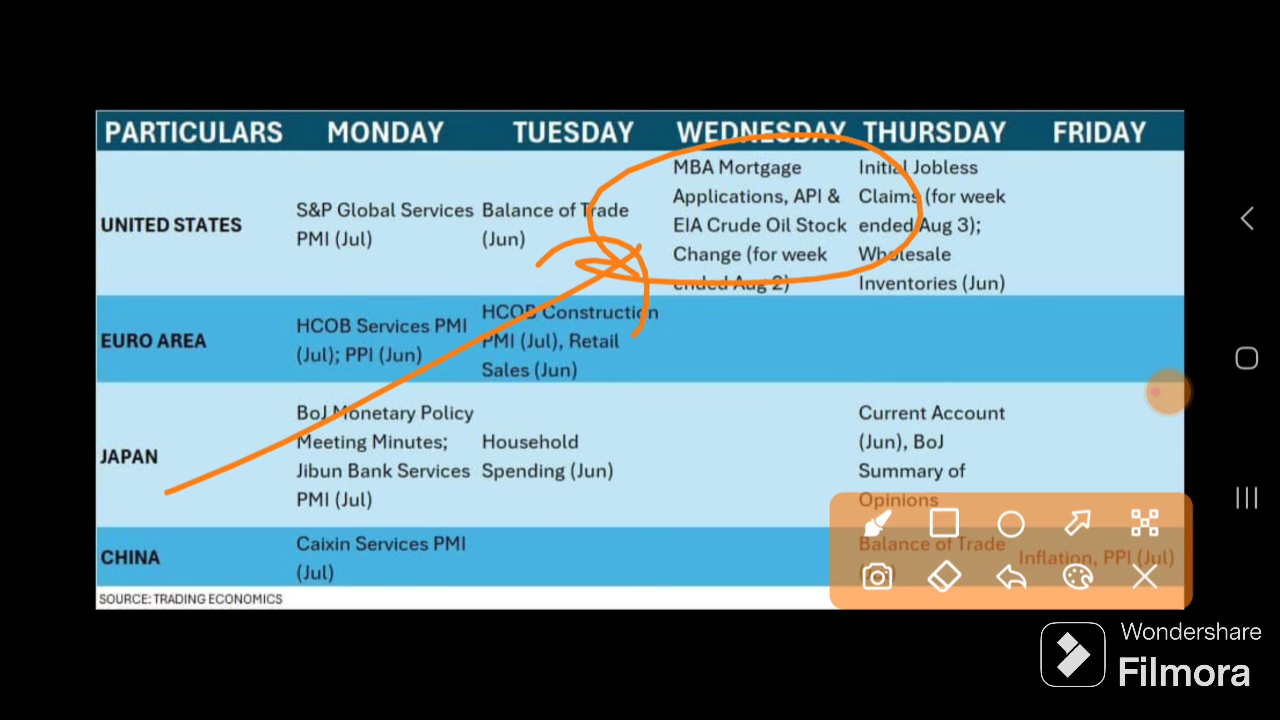 PARTICULARS MONDAY TUESDAY WEDNESDAY THURSDAY FRIDAY
UNITED STATES
S&P Global Services
PMI (Jul)
Balance of Trade
(Jun)
MBA Mortgage
Applications, API &
EIA Crude Oil Stock
Change (for week
ended Aug 2)
Initial Jobless
Claims (for week
ended Aug 3);
Wholesale
Inventories (Jun)
EURO AREA
HCOB Services PMI
(Jul); PPI (Jun)
HCOB Construction
PMI (Jul), Retail
Sales (Jun)
JAPAN
BoJ Monetary Policy
Meeting Minutes;
Jibun Bank Services
PMI (Jul)
Household
Spending (Jun)
Current Account
(Jun), BoJ
Summary of
Opinions
CHINA
Caixin Services PMI
(Jul)
Balance of Trade
Inflation, PPI (Jul)
SOURCE: TRADING ECONOMICS
Wondershare
Filmora